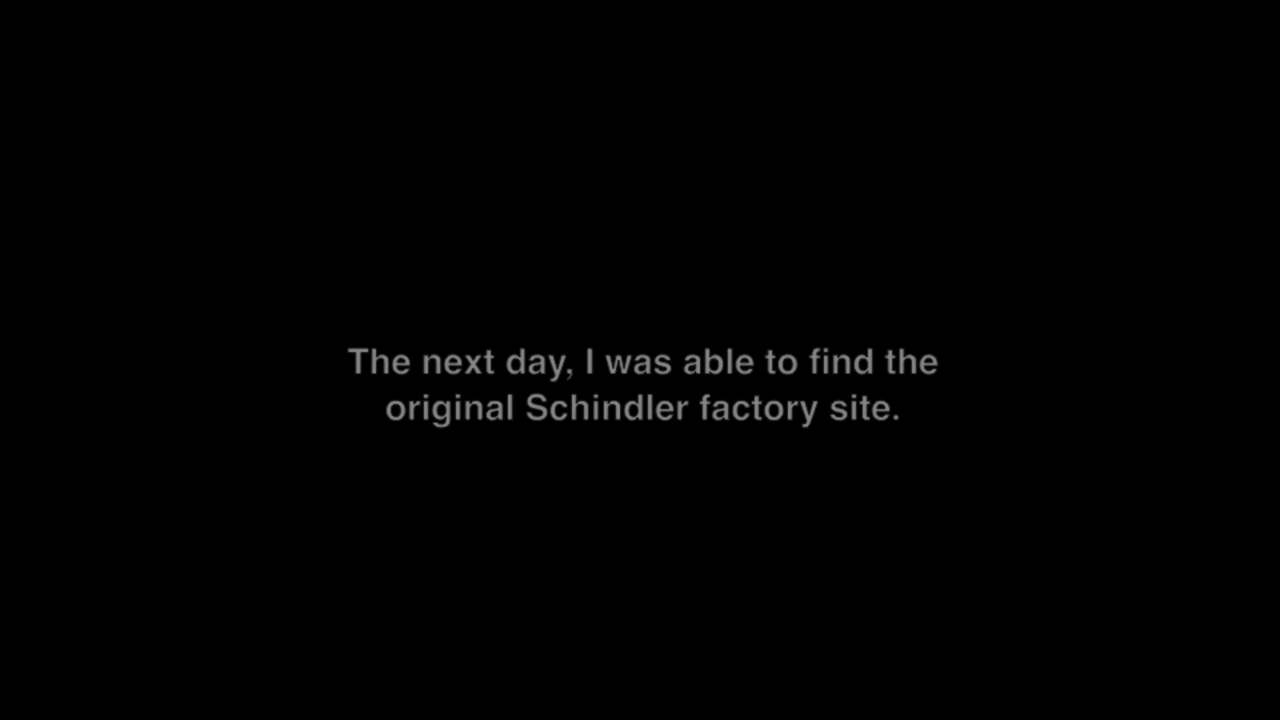 The next day, I was able to find the
original Schindler factory site.